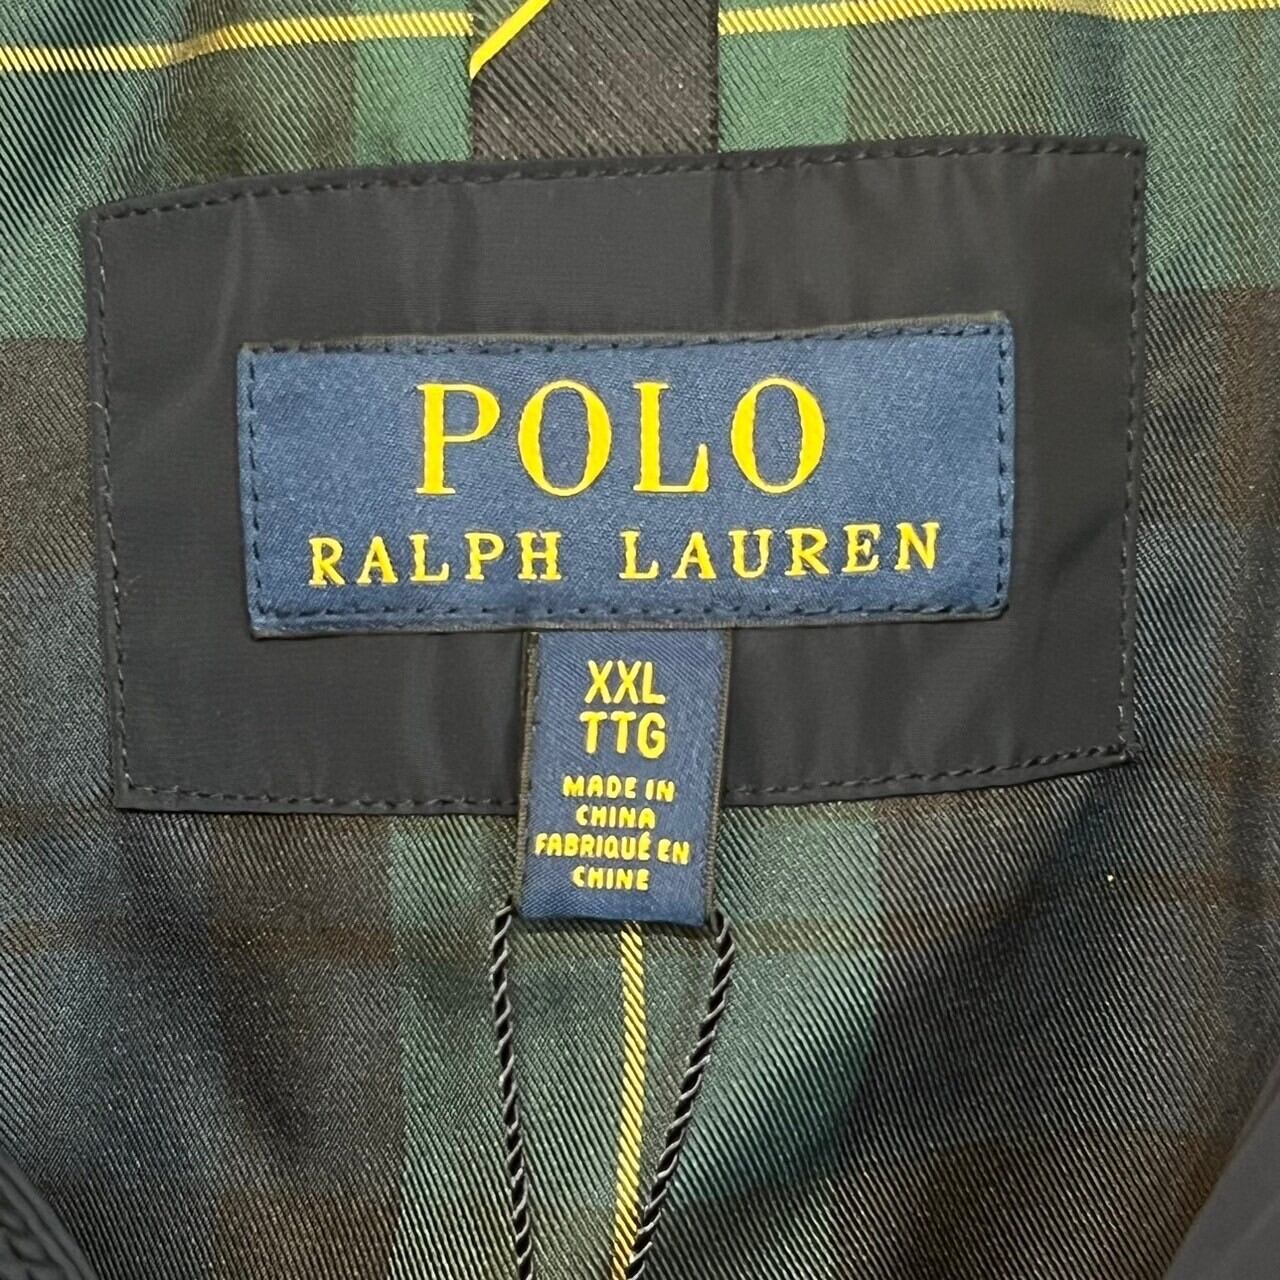 POLO
RALPH LAUREN
XXL
TTG
MADE IN
CHINA
FABRIQUÉ EN
CHINE